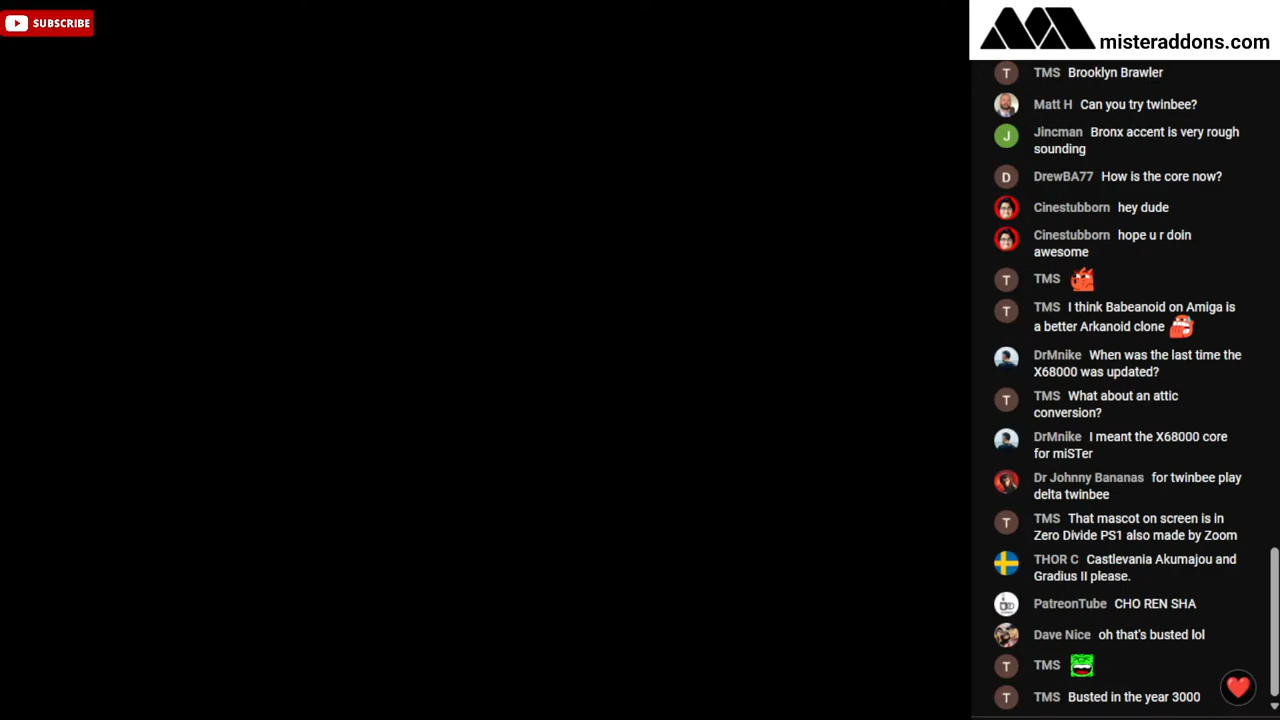 SUBSCRIBE
misteraddons.com
TMS Brooklyn Brawler
Matt H Can you try twinbee?
Jincman Bronx accent is very rough
sounding
DrewBA77 How is the core now?
Cinestubborn hey dude
Cinestubborn hope u r doin
awesome
TMS
TMS I think Babeanoid on Amiga is
a better Arkanoid clone
DrMnike When was the last time the
X68000 was updated?
TMS What about an attic
conversion?
DrMnike I meant the X68000 core
for miSTer
Dr Johnny Bananas for twinbee play
delta twinbee
TMS That mascot on screen is in
Zero Divide PS1 also made by Zoom
THOR C Castlevania Akumajou and
Gradius II please.
PatreonTube CHO REN SHA
Dave Nice oh that's busted lol
TMS
TMS Busted in the year 3000